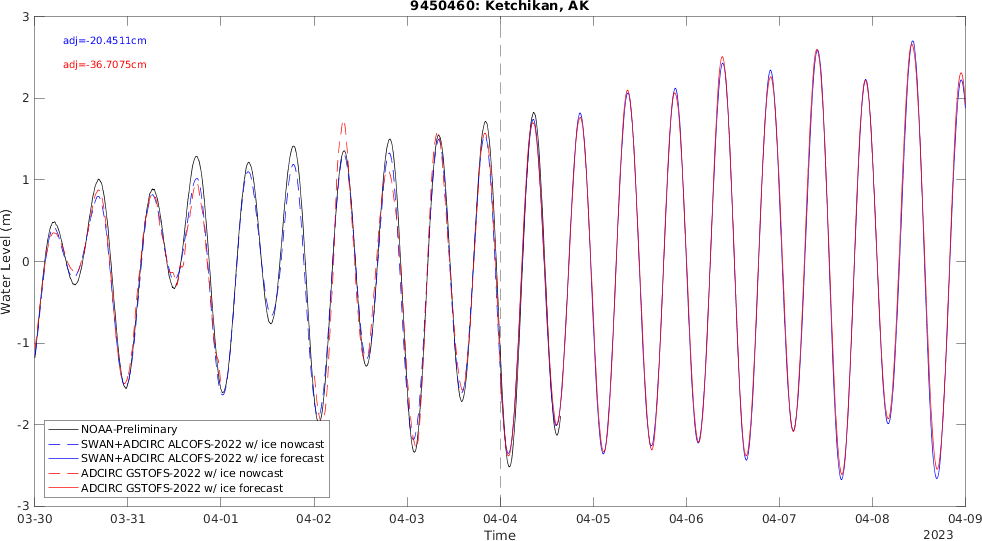 9450460: Ketchikan, AK
adj=-20.4511cm
adj=-36.7075cm
Water Level (m)
3
2
1
0
-1
-2
-3
NOAA-Preliminary
SWAN+ADCIRC ALCOFS-2022 w/ ice nowcast
SWAN+ADCIRC ALCOFS-2022 w/ ice forecast
ADCIRC GSTOFS-2022 w/ ice nowcast
ADCIRC GSTOFS-2022 w/ ice forecast
03-30 03-31 04-01 04-02 04-03 04-04 04-05 04-06 04-07 04-08 04-09
Time
2023